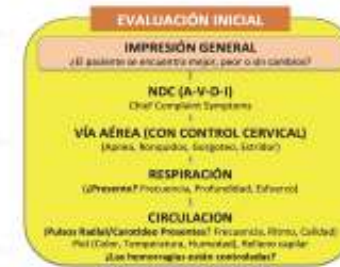 EVALUACIÓN INICIAL
IMPRESIÓN GENERAL
¿El paciente se encuentra mejor, peor o sin cambios?
NDC (A-V-D-I)
Chief Complaint Symptoms
VÍA AÉREA (CON CONTROL CERVICAL)
(Apnea, Ronquidos, Gorgoteo, Estridor)
RESPIRACIÓN
(¿Presente? Frecuencia, Profundidad, Esfuerzo)
CIRCULACION
(Pulsos Radial/Carotídeo Presentes? Frecuencia, Ritmo, Calidad)
Piel (Color, Temperatura, Humedad), Relleno capilar
¿Las hemorragias están controladas?